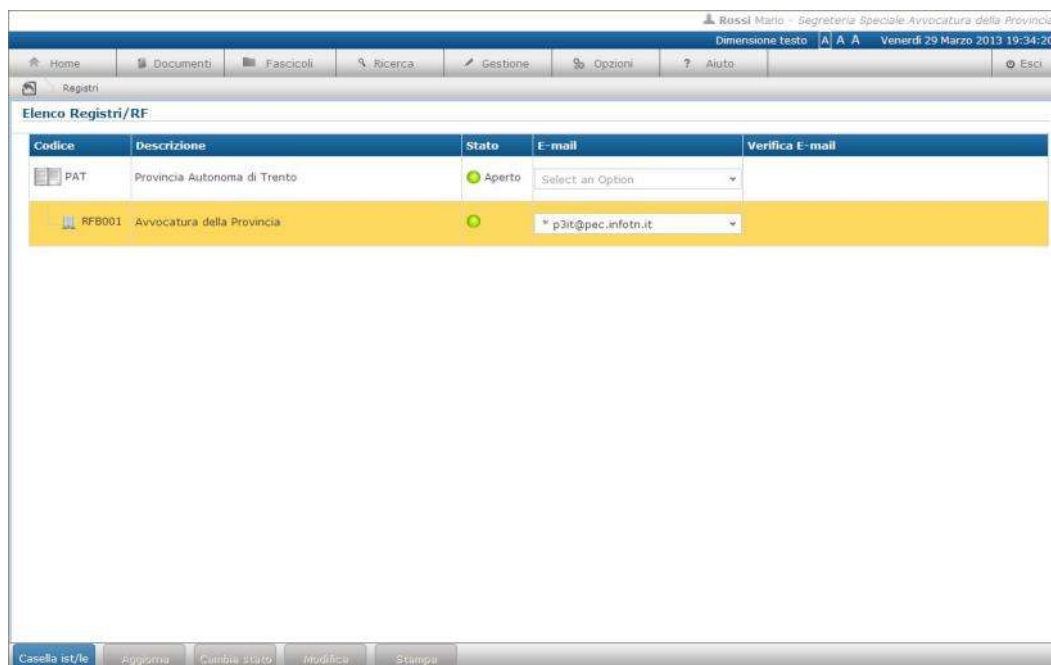 Rossi Mario - Segreteria Speciale Avvocatura della Provincia
Dimensione testo A A A Venerdì 29 Marzo 2013 19:34:20
Home Documenti Fascicoli Ricerca Gestione Opzioni ? Aiuto Esci
Registri
Elenco Registri/RF
Codice Descrizione Stato E-mail Verifica E-mail
PAT Provincia Autonoma di Trento Aperto Select an Option
RFB001 Avvocatura della Provincia * p3it@pec.infotn.it
Casella ist/le Aggiorna Cambia stato Modifica Stampa